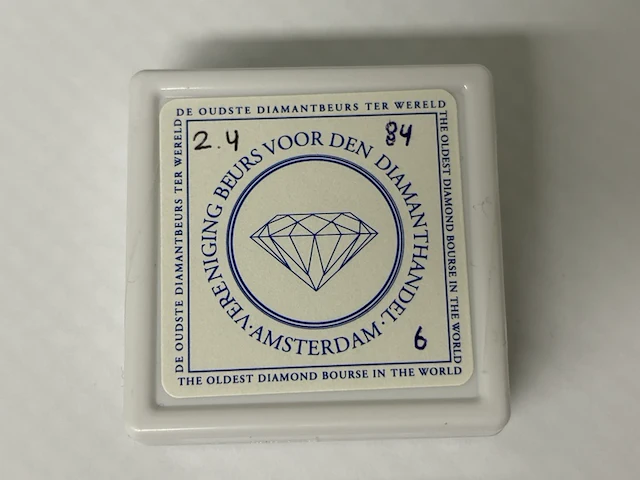 DE OUDSTE DIAMANTBEURS TER WERELD
THE OLDEST DIAMOND BOURSE IN THE WORLD
DE OUDSTE DIAMANTBEURS TER WERELD
2.4
84
VERENIGING BEURS VOOR DEN DIAMANTHANDEL
·AMSTERDAM·
6
THE OLDEST DIAMOND BOURSE IN THE WORLD